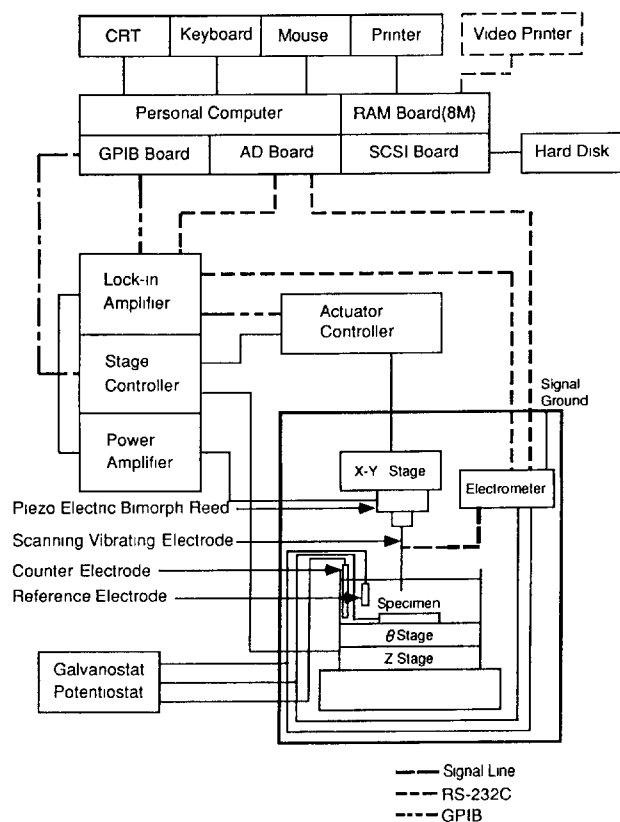 CRT
Keyboard
Mouse
Printer
Video Printer
Personal Computer
RAM Board(8M)
GPIB Board
AD Board
SCSI Board
Hard Disk
Lock-in
Amplifier
Actuator
Controller
Stage
Controller
Signal
Ground
Power
Amplifier
X-Y Stage
Electrometer
Piezo Electric Bimorph Reed
Scanning Vibrating Electrode
Counter Electrode
Reference Electrode
Specimen
θ Stage
Z Stage
Galvanostat
Potentiostat
Signal Line
RS-232C
GPIB